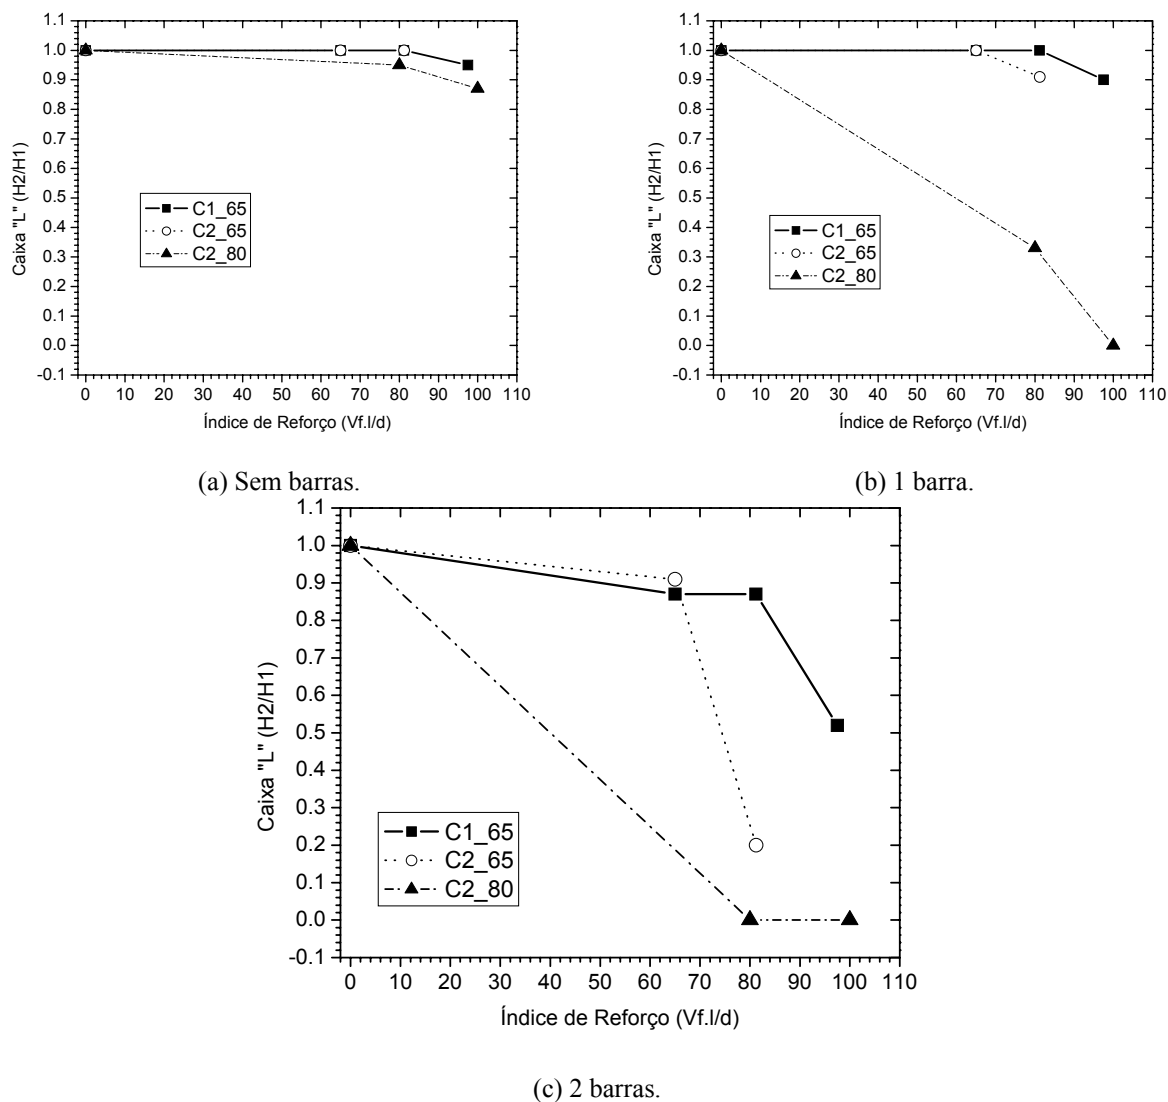 1.1
1.0
0.9
0.8
0.7
0.6
0.5
0.4
0.3
0.2
0.1
0.0
-0.1
Caixa "L" (H2/H1)
C1_65
C2_65
C2_80
0 10 20 30 40 50 60 70 80 90 100 110
Índice de Reforço (Vf.l/d)
(a) Sem barras.
1.1
1.0
0.9
0.8
0.7
0.6
0.5
0.4
0.3
0.2
0.1
0.0
-0.1
Caixa "L" (H2/H1)
C1_65
C2_65
C2_80
0 10 20 30 40 50 60 70 80 90 100 110
Índice de Reforço (Vf.l/d)
(b) 1 barra.
1.1
1.0
0.9
0.8
0.7
0.6
0.5
0.4
0.3
0.2
0.1
0.0
-0.1
Caixa "L" (H2/H1)
C1_65
C2_65
C2_80
0 10 20 30 40 50 60 70 80 90 100 110
Índice de Reforço (Vf.l/d)
(c) 2 barras.